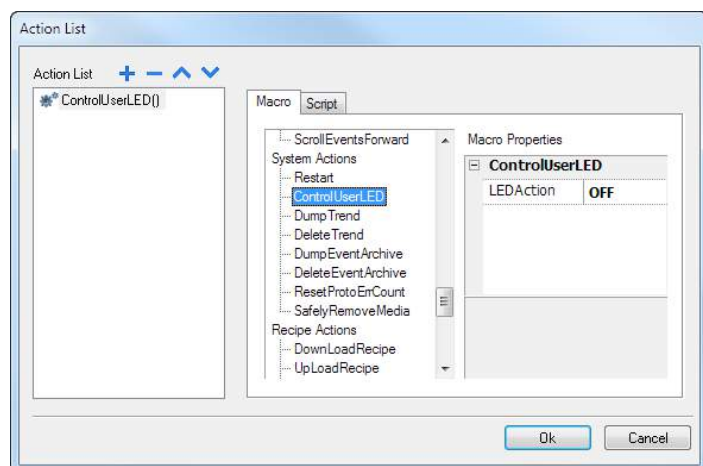 Action List
Action List
ControlUserLED()
Macro Script
ScrollEventsForward
System Actions
Restart
ControlUserLED
DumpTrend
DeleteTrend
DumpEventArchive
DeleteEventArchive
ResetProtoErrCount
SafelyRemoveMedia
Recipe Actions
DownLoadRecipe
UpLoadRecipe
Macro Properties
ControlUserLED
LEDAction OFF
Ok Cancel